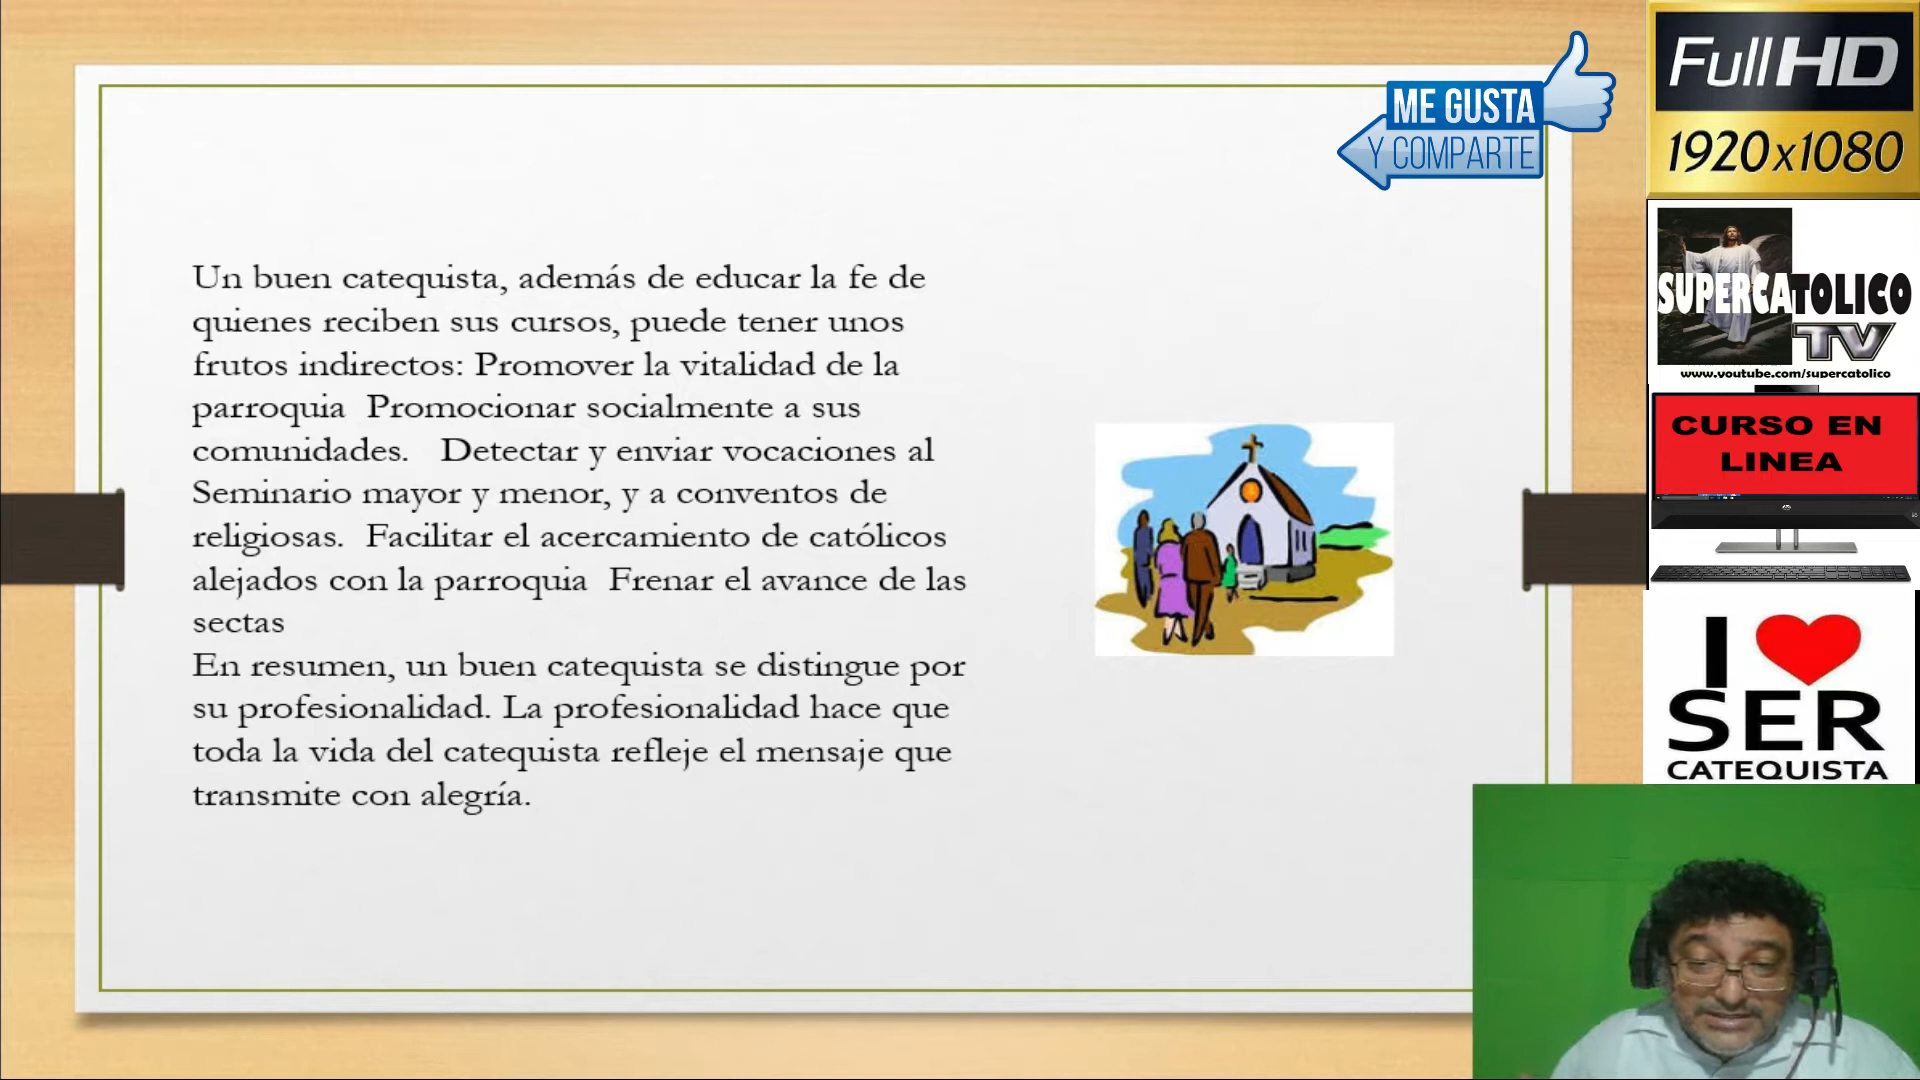 Un buen catequista, además de educar la fe de
quienes reciben sus cursos, puede tener unos
frutos indirectos: Promover la vitalidad de la
parroquia  Promocionar socialmente a sus
comunidades.   Detectar y enviar vocaciones al
Seminario mayor y menor, y a conventos de
religiosas.  Facilitar el acercamiento de católicos
alejados con la parroquia  Frenar el avance de las
sectas
En resumen, un buen catequista se distingue por
su profesionalidad. La profesionalidad hace que
toda la vida del catequista refleje el mensaje que
transmite con alegría.
ME GUSTA
Y COMPARTE
Full HD
1920x1080
SUPERCATOLICO
TV
www.youtube.com/supercatolico
CURSO EN
LINEA
hp
I
SER
CATEQUISTA